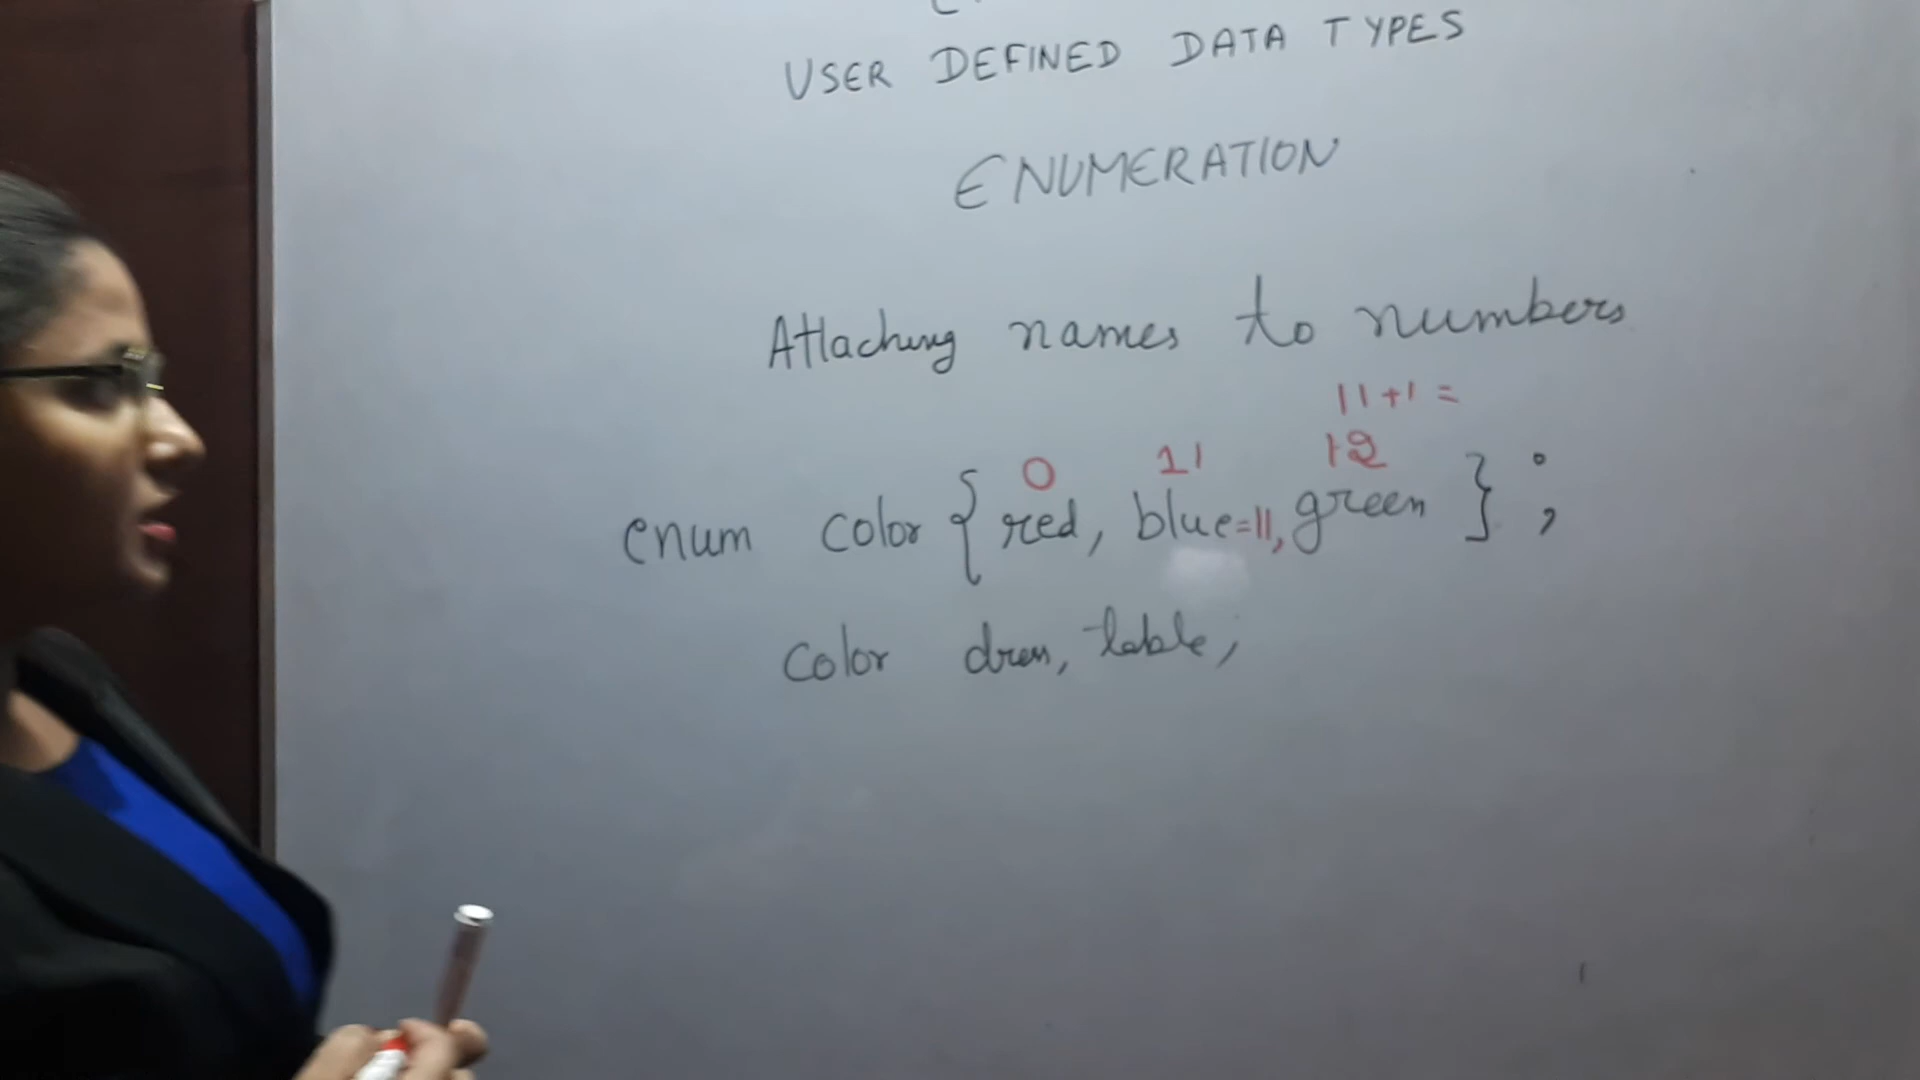 USER DEFINED DATA TYPES
ENUMERATION
Attaching names to numbers
11+1=
0 11 12
enum color { red, blue=11, green } ;
color dress, table;